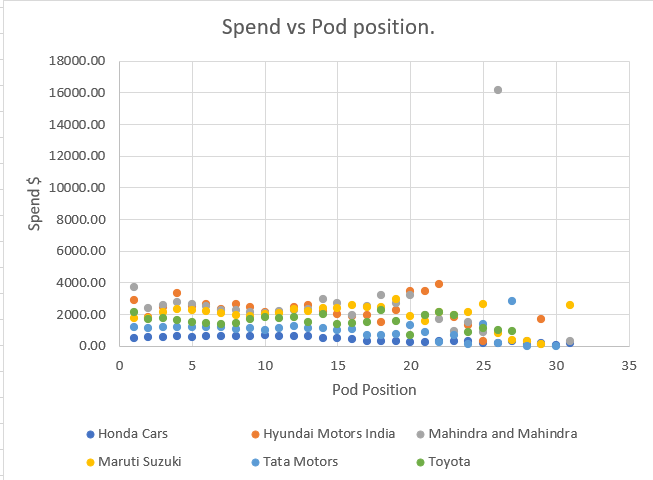 Spend vs Pod position.
18000.00
16000.00
14000.00
12000.00
10000.00
8000.00
6000.00
4000.00
2000.00
0.00
Spend $
0 5 10 15 20 25 30 35
Pod Position
Honda Cars Hyundai Motors India Mahindra and Mahindra
Maruti Suzuki Tata Motors Toyota